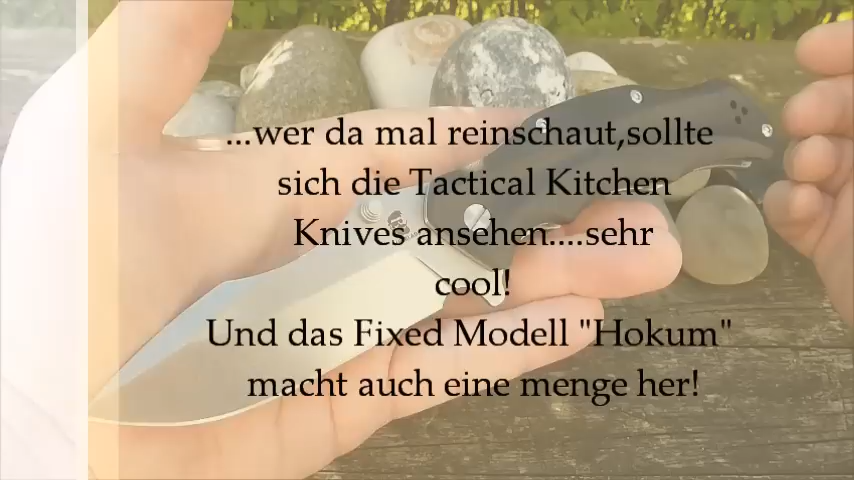 ...wer da mal reinschaut,sollte
sich die Tactical Kitchen
Knives ansehen....sehr
cool!
Und das Fixed Modell "Hokum"
macht auch eine menge her!